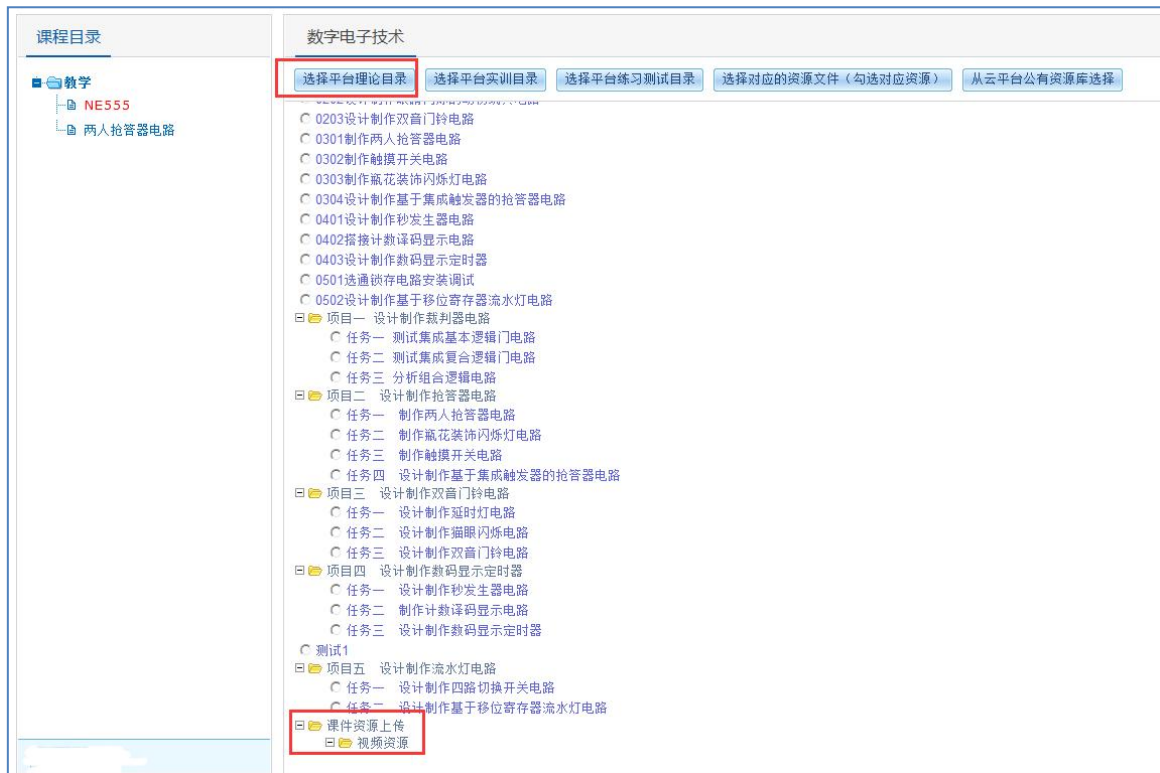 课程目录
教学
NE555
两人抢答器电路
数字电子技术
选择平台理论目录 选择平台实训目录 选择平台练习测试目录 选择对应的资源文件（勾选对应资源） 从云平台公有资源库选择
0203设计制作双音门铃电路
0301制作两人抢答器电路
0302制作触摸开关电路
0303制作瓶花装饰闪烁灯电路
0304设计制作基于集成触发器的抢答器电路
0401设计制作秒发生器电路
0402搭接计数译码显示电路
0403设计制作数码显示定时器
0501选通锁存电路安装调试
0502设计制作基于移位寄存器流水灯电路
项目一 设计制作裁判器电路
任务一 测试集成基本逻辑门电路
任务二 测试集成复合逻辑门电路
任务三 分析组合逻辑电路
项目二 设计制作抢答器电路
任务一 制作两人抢答器电路
任务二 制作瓶花装饰闪烁灯电路
任务三 制作触摸开关电路
任务四 设计制作基于集成触发器的抢答器电路
项目三 设计制作双音门铃电路
任务一 设计制作延时灯电路
任务二 设计制作猫眼闪烁电路
任务三 设计制作双音门铃电路
项目四 设计制作数码显示定时器
任务一 设计制作秒发生器电路
任务二 制作计数译码显示电路
任务三 设计制作数码显示定时器
测试1
项目五 设计制作流水灯电路
任务一 设计制作四路切换开关电路
任务二 设计制作基于移位寄存器流水灯电路
课件资源上传
视频资源